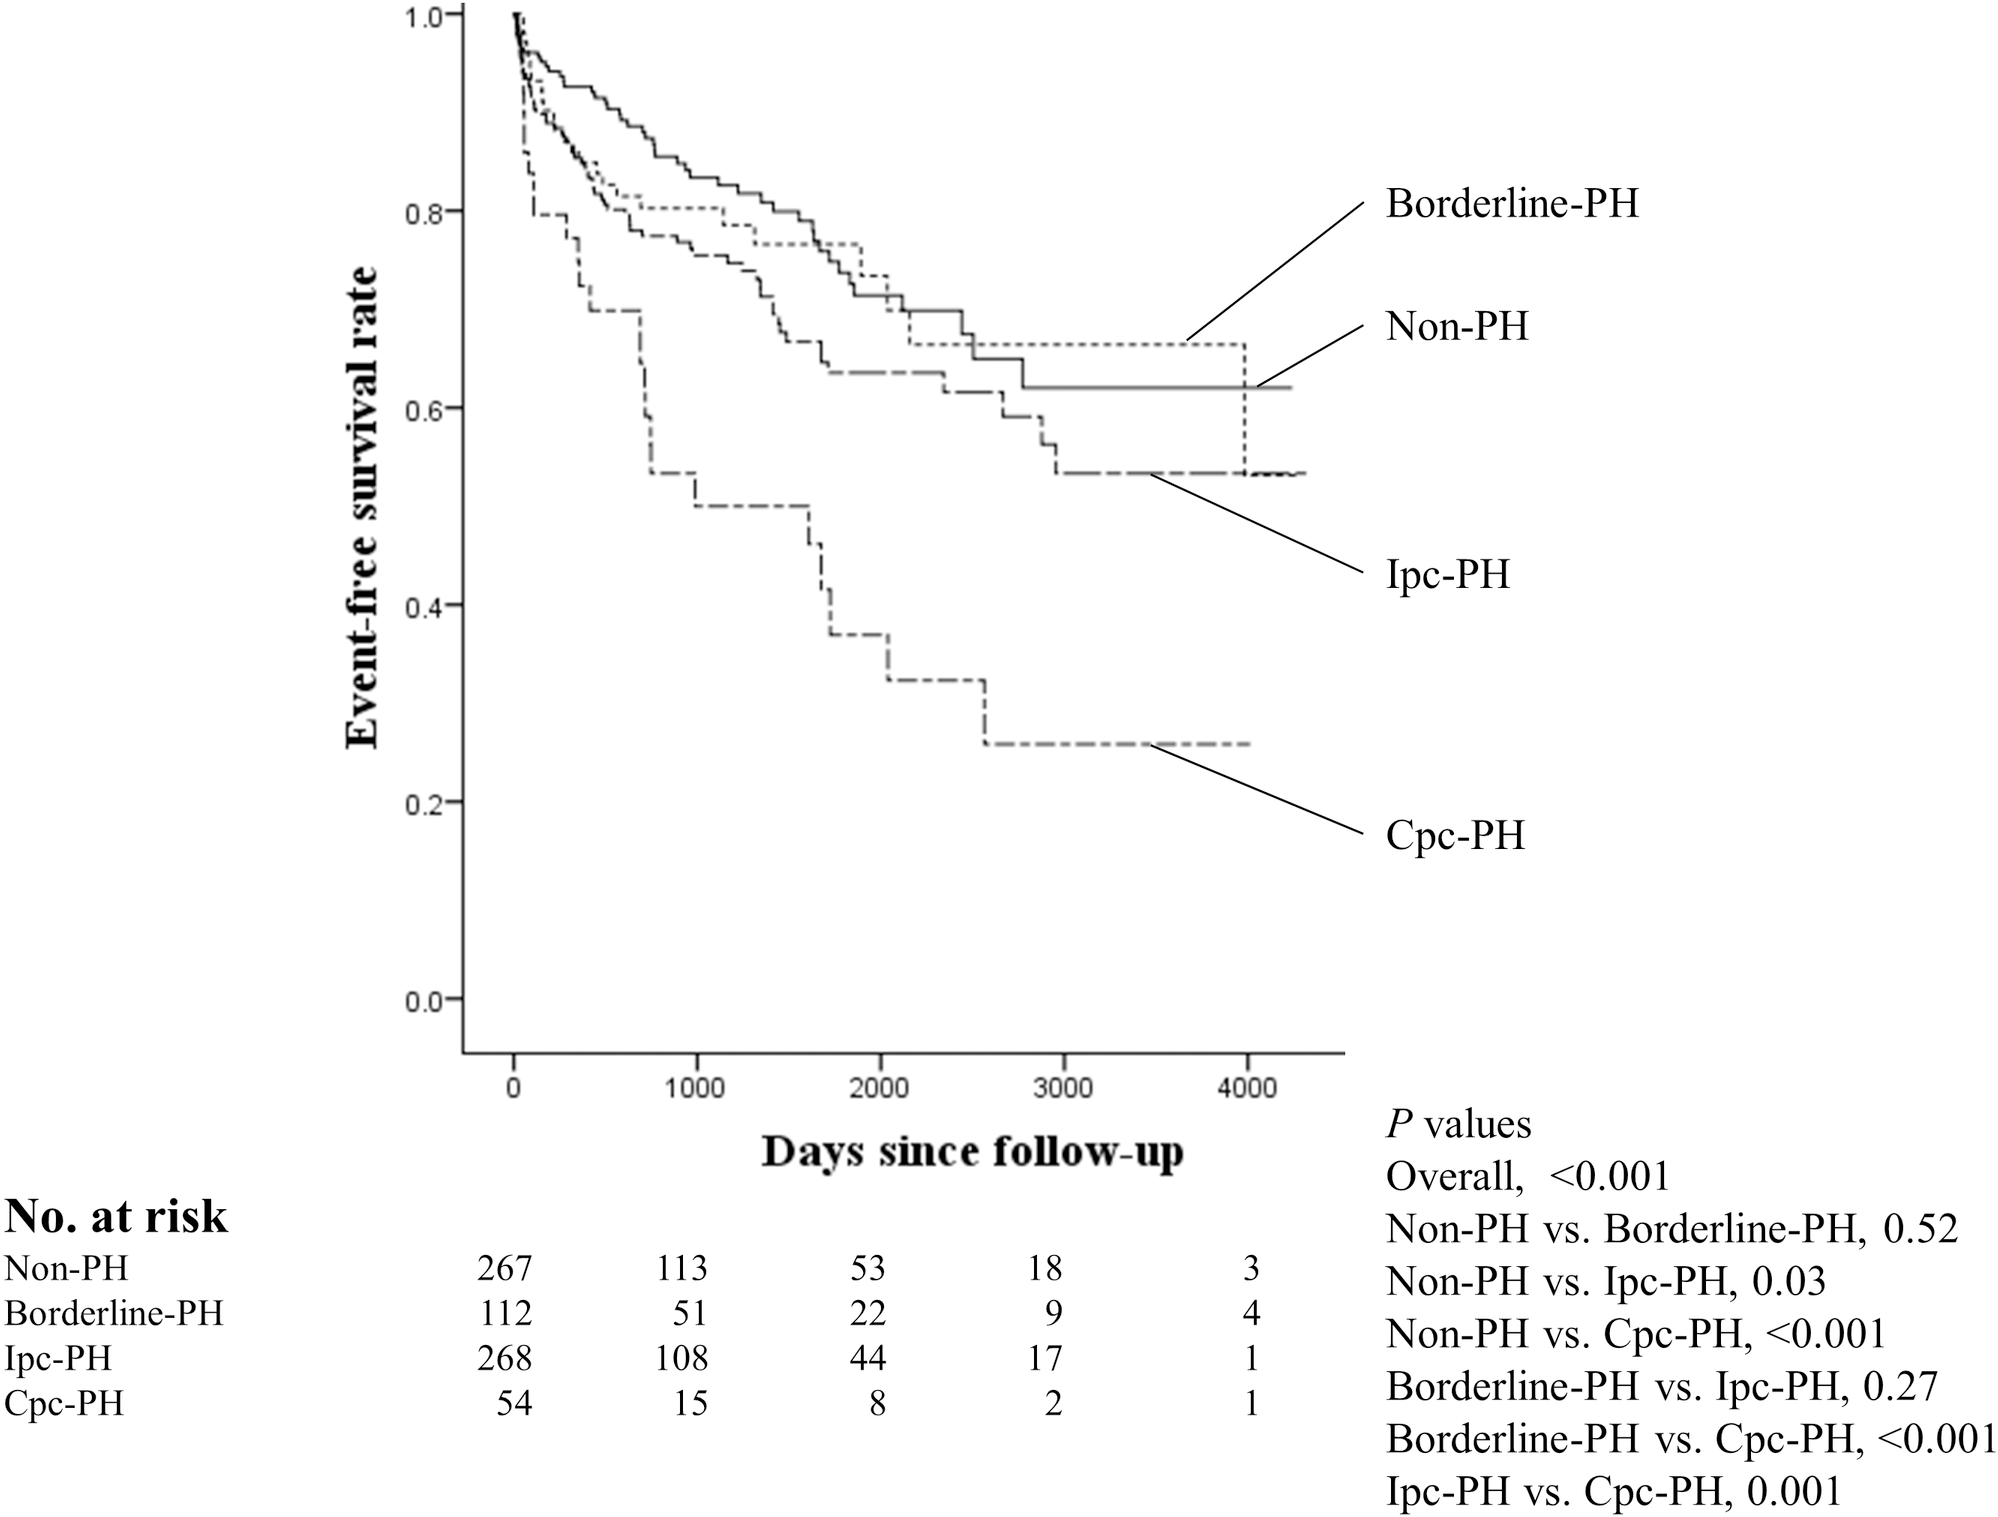 1.0
0.8
0.6
0.4
0.2
0.0
Event-free survival rate
Borderline-PH
Non-PH
Ipc-PH
Cpc-PH
0 1000 2000 3000 4000
Days since follow-up
No. at risk
Non-PH 267 113 53 18 3
Borderline-PH 112 51 22 9 4
Ipc-PH 268 108 44 17 1
Cpc-PH 54 15 8 2 1
P values
Overall, <0.001
Non-PH vs. Borderline-PH, 0.52
Non-PH vs. Ipc-PH, 0.03
Non-PH vs. Cpc-PH, <0.001
Borderline-PH vs. Ipc-PH, 0.27
Borderline-PH vs. Cpc-PH, <0.001
Ipc-PH vs. Cpc-PH, 0.001